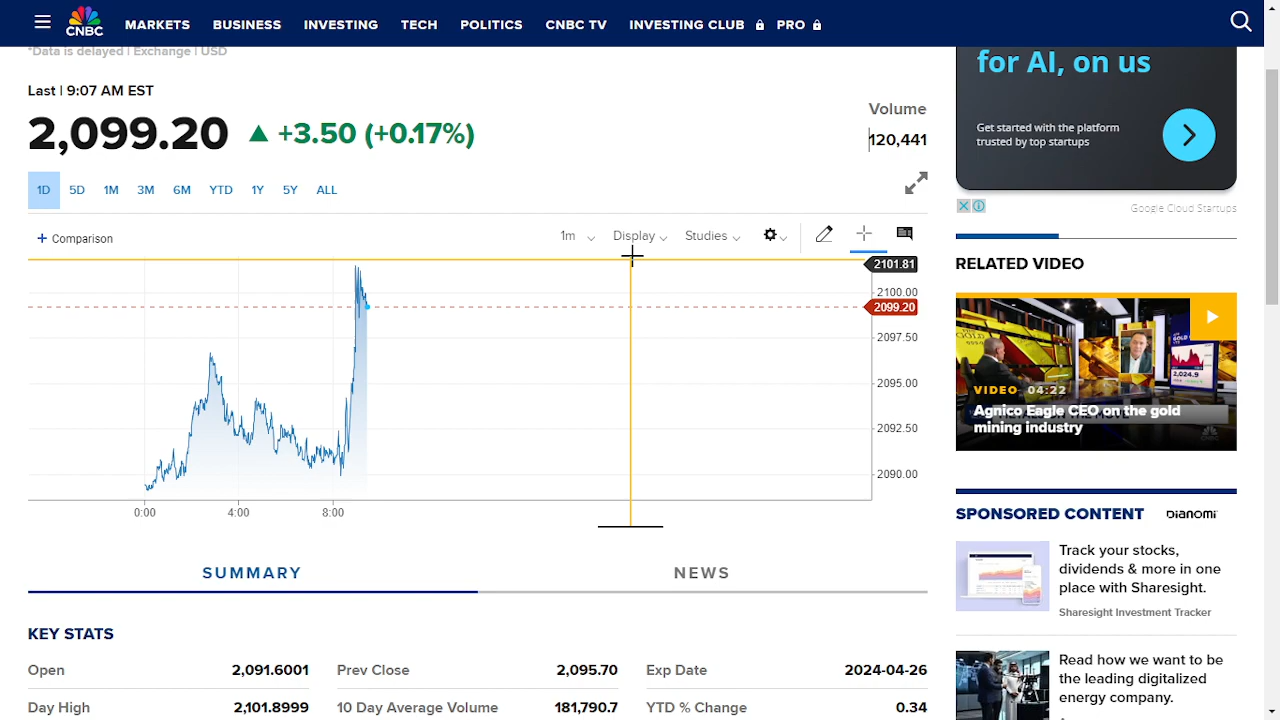 CNBC
MARKETS BUSINESS INVESTING TECH POLITICS CNBC TV INVESTING CLUB PRO
*Data is delayed | Exchange | USD
Last | 9:07 AM EST
2,099.20 ▲ +3.50 (+0.17%)
Volume
120,441
1D 5D 1M 3M 6M YTD 1Y 5Y ALL
+ Comparison
1m Display Studies
2101.81
2100.00
2099.20
2097.50
2095.00
2092.50
2090.00
0:00 4:00 8:00
SUMMARY NEWS
KEY STATS
Open 2,091.6001 Prev Close 2,095.70 Exp Date 2024-04-26
Day High 2,101.8999 10 Day Average Volume 181,790.7 YTD % Change 0.34
for AI, on us
Get started with the platform
trusted by top startups
Google Cloud Startups
RELATED VIDEO
GOLD
2,024.9
VIDEO 04:22
Agnico Eagle CEO on the gold
mining industry
CNBC
SPONSORED CONTENT DIANOMI
Track your stocks,
dividends & more in one
place with Sharesight.
Sharesight Investment Tracker
Read how we want to be
the leading digitalized
energy company.